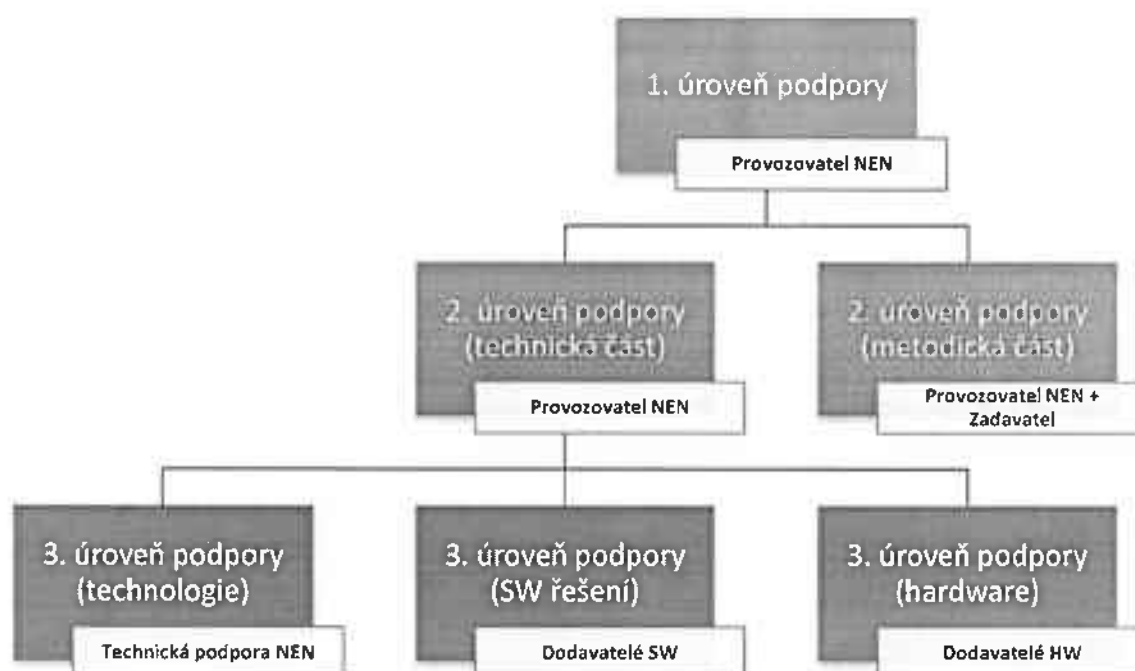 1. úroveň podpory
Provozovatel NEN
2. úroveň podpory
(technická část)
Provozovatel NEN
2. úroveň podpory
(metodická část)
Provozovatel NEN +
Zadavatel
3. úroveň podpory
(technologie)
Technická podpora NEN
3. úroveň podpory
(SW řešení)
Dodavatelé SW
3. úroveň podpory
(hardware)
Dodavatelé HW